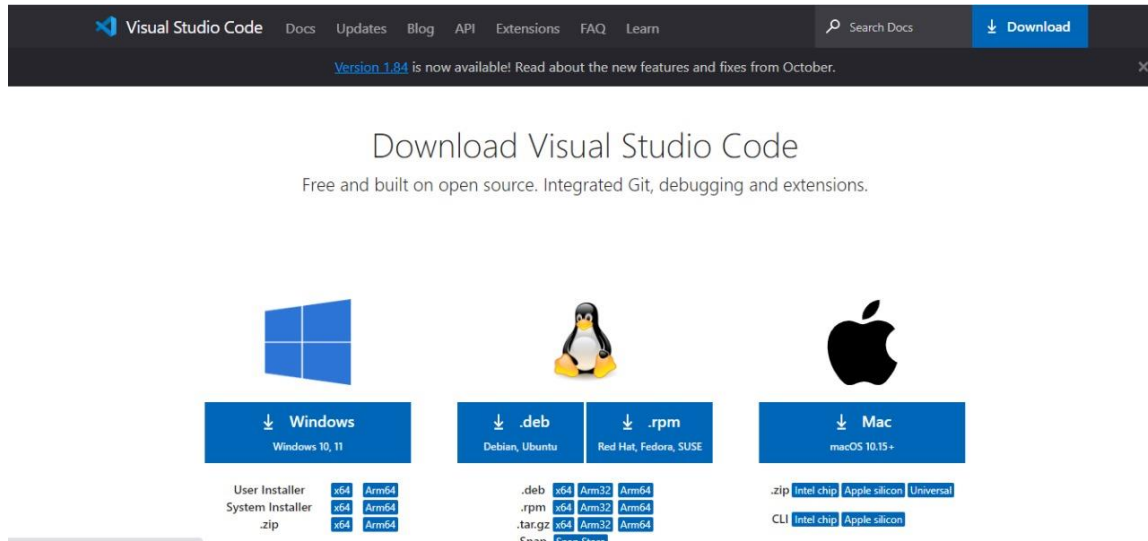 Visual Studio Code Docs Updates Blog API Extensions FAQ Learn Search Docs Download
Version 1.84 is now available! Read about the new features and fixes from October.
Download Visual Studio Code
Free and built on open source. Integrated Git, debugging and extensions.
Windows
Windows 10, 11
.deb
Debian, Ubuntu
.rpm
Red Hat, Fedora, SUSE
Mac
macOS 10.15+
User Installer x64 Arm64
System Installer x64 Arm64
.zip x64 Arm64
.deb x64 Arm32 Arm64
.rpm x64 Arm32 Arm64
.tar.gz x64 Arm32 Arm64
Snap Snap Store
.zip Intel chip Apple silicon Universal
CLI Intel chip Apple silicon